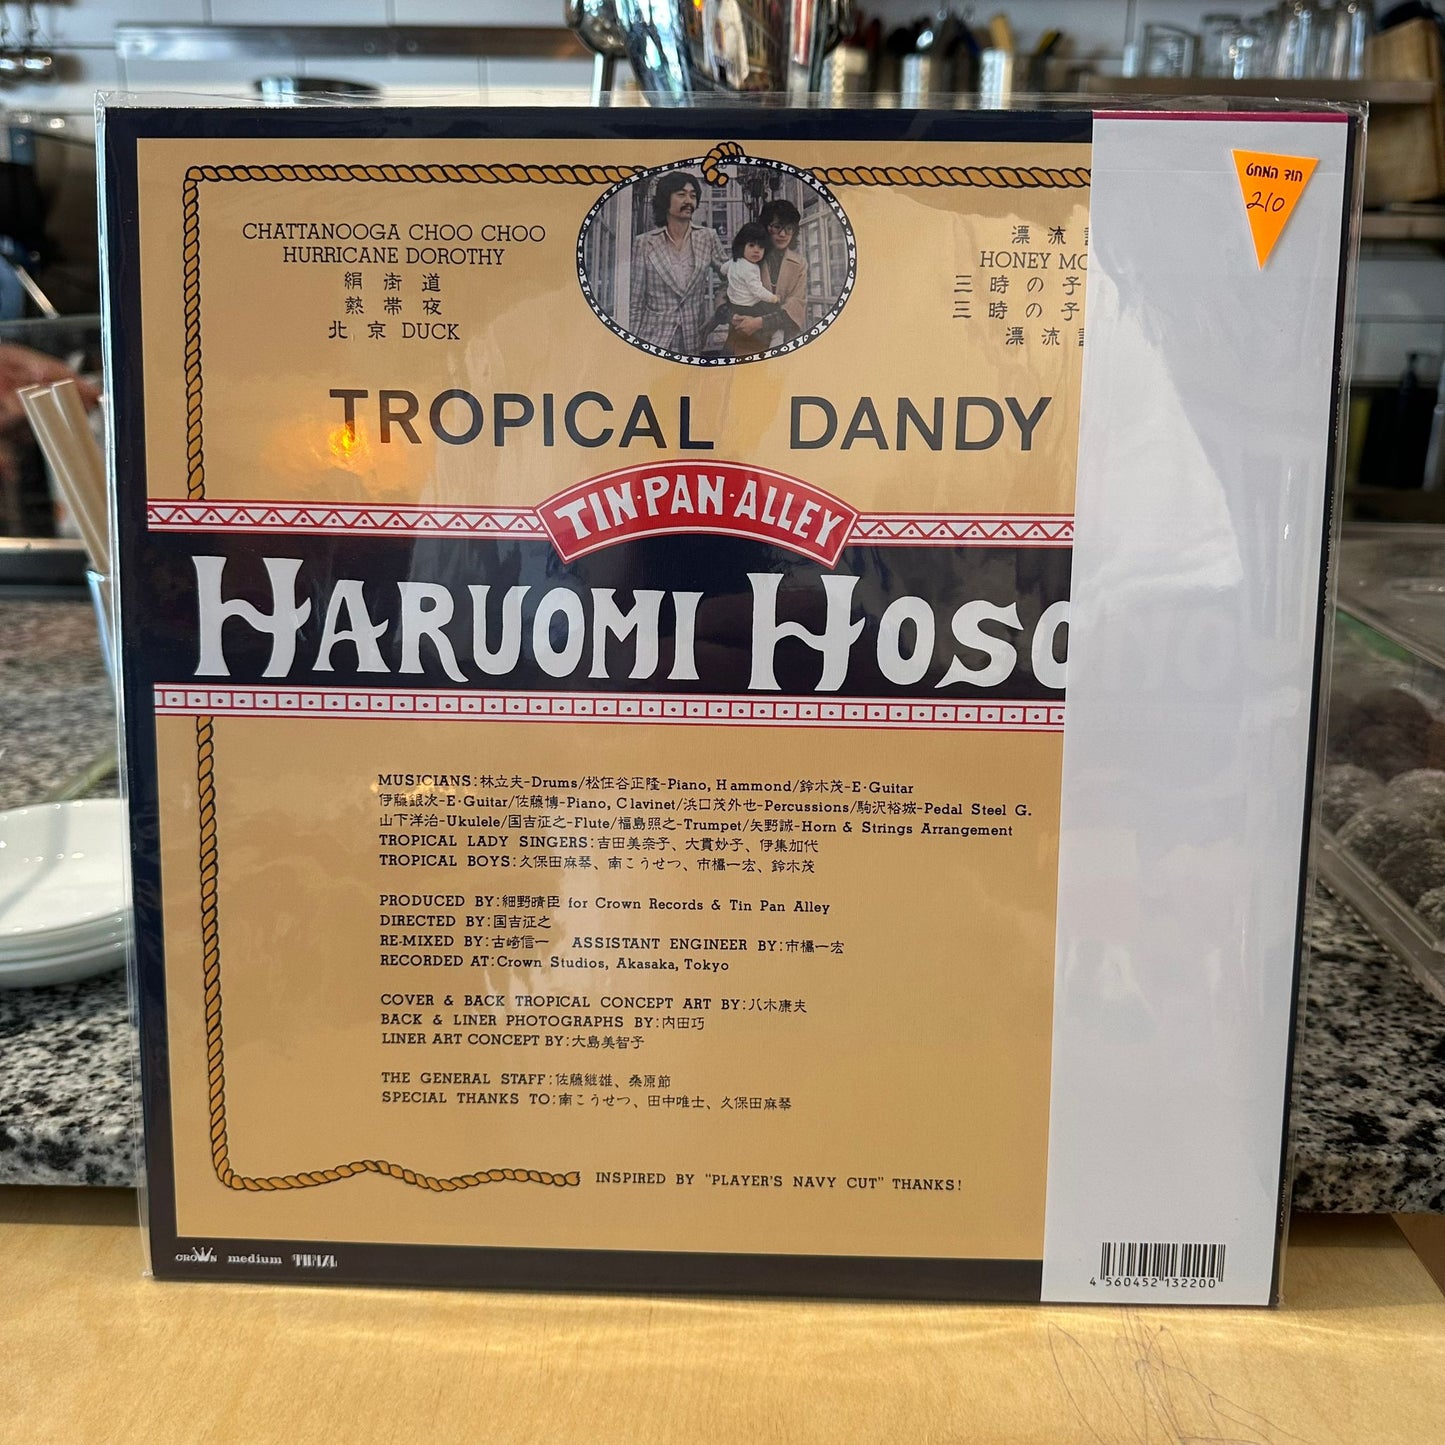 CHATTANOOGA CHOO CHOO
HURRICANE DOROTHY
絹街道
熱帯夜
北京 DUCK
漂流
HONEY MO
三時の子
三時の子
漂流
חוד המחט
210
TROPICAL DANDY
TIN·PAN·ALLEY
HARUOMI HOSO
MUSICIANS:林立夫-Drums/松任谷正隆-Piano, Hammond/鈴木茂-E·Guitar
伊藤銀次-E·Guitar/佐藤博-Piano, Clavinet/浜口茂外也-Percussions/駒沢裕城-Pedal Steel G.
山下洋治-Ukulele/国吉征之-Flute/福島照之-Trumpet/矢野誠-Horn & Strings Arrangement
TROPICAL LADY SINGERS:吉田美奈子、大貫妙子、伊集加代
TROPICAL BOYS:久保田麻琴、南こうせつ、市橋一宏、鈴木茂
PRODUCED BY:細野晴臣 for Crown Records & Tin Pan Alley
DIRECTED BY:国吉征之
RE-MIXED BY:古崎信一 ASSISTANT ENGINEER BY:市橋一宏
RECORDED AT:Crown Studios, Akasaka, Tokyo
COVER & BACK TROPICAL CONCEPT ART BY:八木康夫
BACK & LINER PHOTOGRAPHS BY:内田巧
LINER ART CONCEPT BY:大島美智子
THE GENERAL STAFF:佐藤継雄、桑原節
SPECIAL THANKS TO:南こうせつ、田中唯士、久保田麻琴
INSPIRED BY "PLAYER'S NAVY CUT" THANKS!
CROWN medium
4 560452 132200